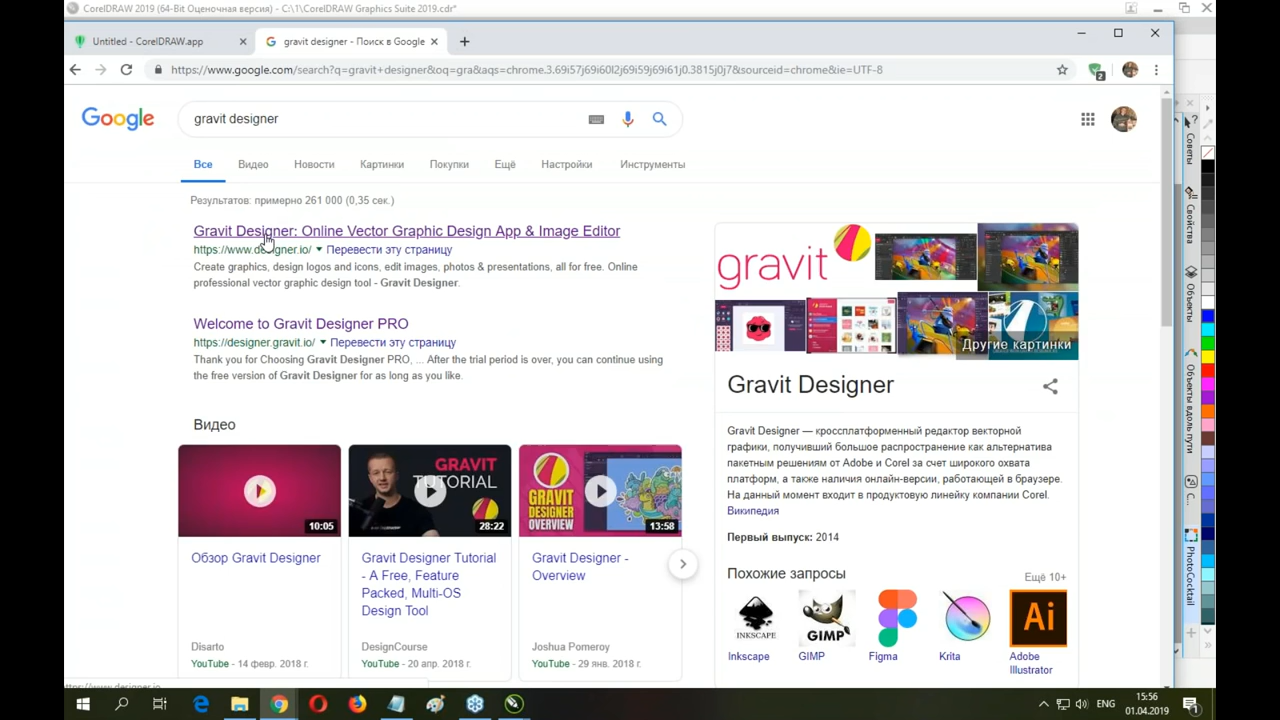 CorelDRAW 2019 (64-Bit Оценочная версия) - C:\1\CorelDRAW Graphics Suite 2019.cdr*
Untitled - CorelDRAW.app
gravit designer - Поиск в Google
https://www.google.com/search?q=gravit+designer&oq=gra&aqs=chrome.3.69i57j69i60l2j69i59j69i61j0.3815j0j7&sourceid=chrome&ie=UTF-8
2
Google
gravit designer
Все
Видео
Новости
Картинки
Покупки
Ещё
Настройки
Инструменты
Результатов: примерно 261 000 (0,35 сек.)
Gravit Designer: Online Vector Graphic Design App & Image Editor
https://www.designer.io/ Перевести эту страницу
Create graphics, design logos and icons, edit images, photos & presentations, all for free. Online
professional vector graphic design tool - Gravit Designer.
Welcome to Gravit Designer PRO
https://designer.gravit.io/ Перевести эту страницу
Thank you for Choosing Gravit Designer PRO, ... After the trial period is over, you can continue using
the free version of Gravit Designer for as long as you like.
Видео
10:05
Обзор Gravit Designer
Disarto
YouTube - 14 февр. 2018 г.
GRAVIT
TUTORIAL
28:22
Gravit Designer Tutorial
- A Free, Feature
Packed, Multi-OS
Design Tool
DesignCourse
YouTube - 20 апр. 2018 г.
GRAVIT
DESIGNER
OVERVIEW
13:58
Gravit Designer -
Overview
Joshua Pomeroy
YouTube - 29 янв. 2018 г.
gravit
Другие картинки
Gravit Designer
Gravit Designer — кроссплатформенный редактор векторной
графики, получивший большое распространение как альтернатива
пакетным решениям от Adobe и Corel за счет широкого охвата
платформ, а также наличия онлайн-версии, работающей в браузере.
На данный момент входит в продуктовую линейку компании Corel.
Википедия
Первый выпуск: 2014
Похожие запросы
Ещё 10+
INKSCAPE
Inkscape
GIMP
GIMP
Figma
Krita
Ai
Adobe
Illustrator
https://www.designer.io
Советы
Свойства
Объекты
Объекты вдоль пути
С...
PhotoCocktail
ENG
15:56
01.04.2019
1